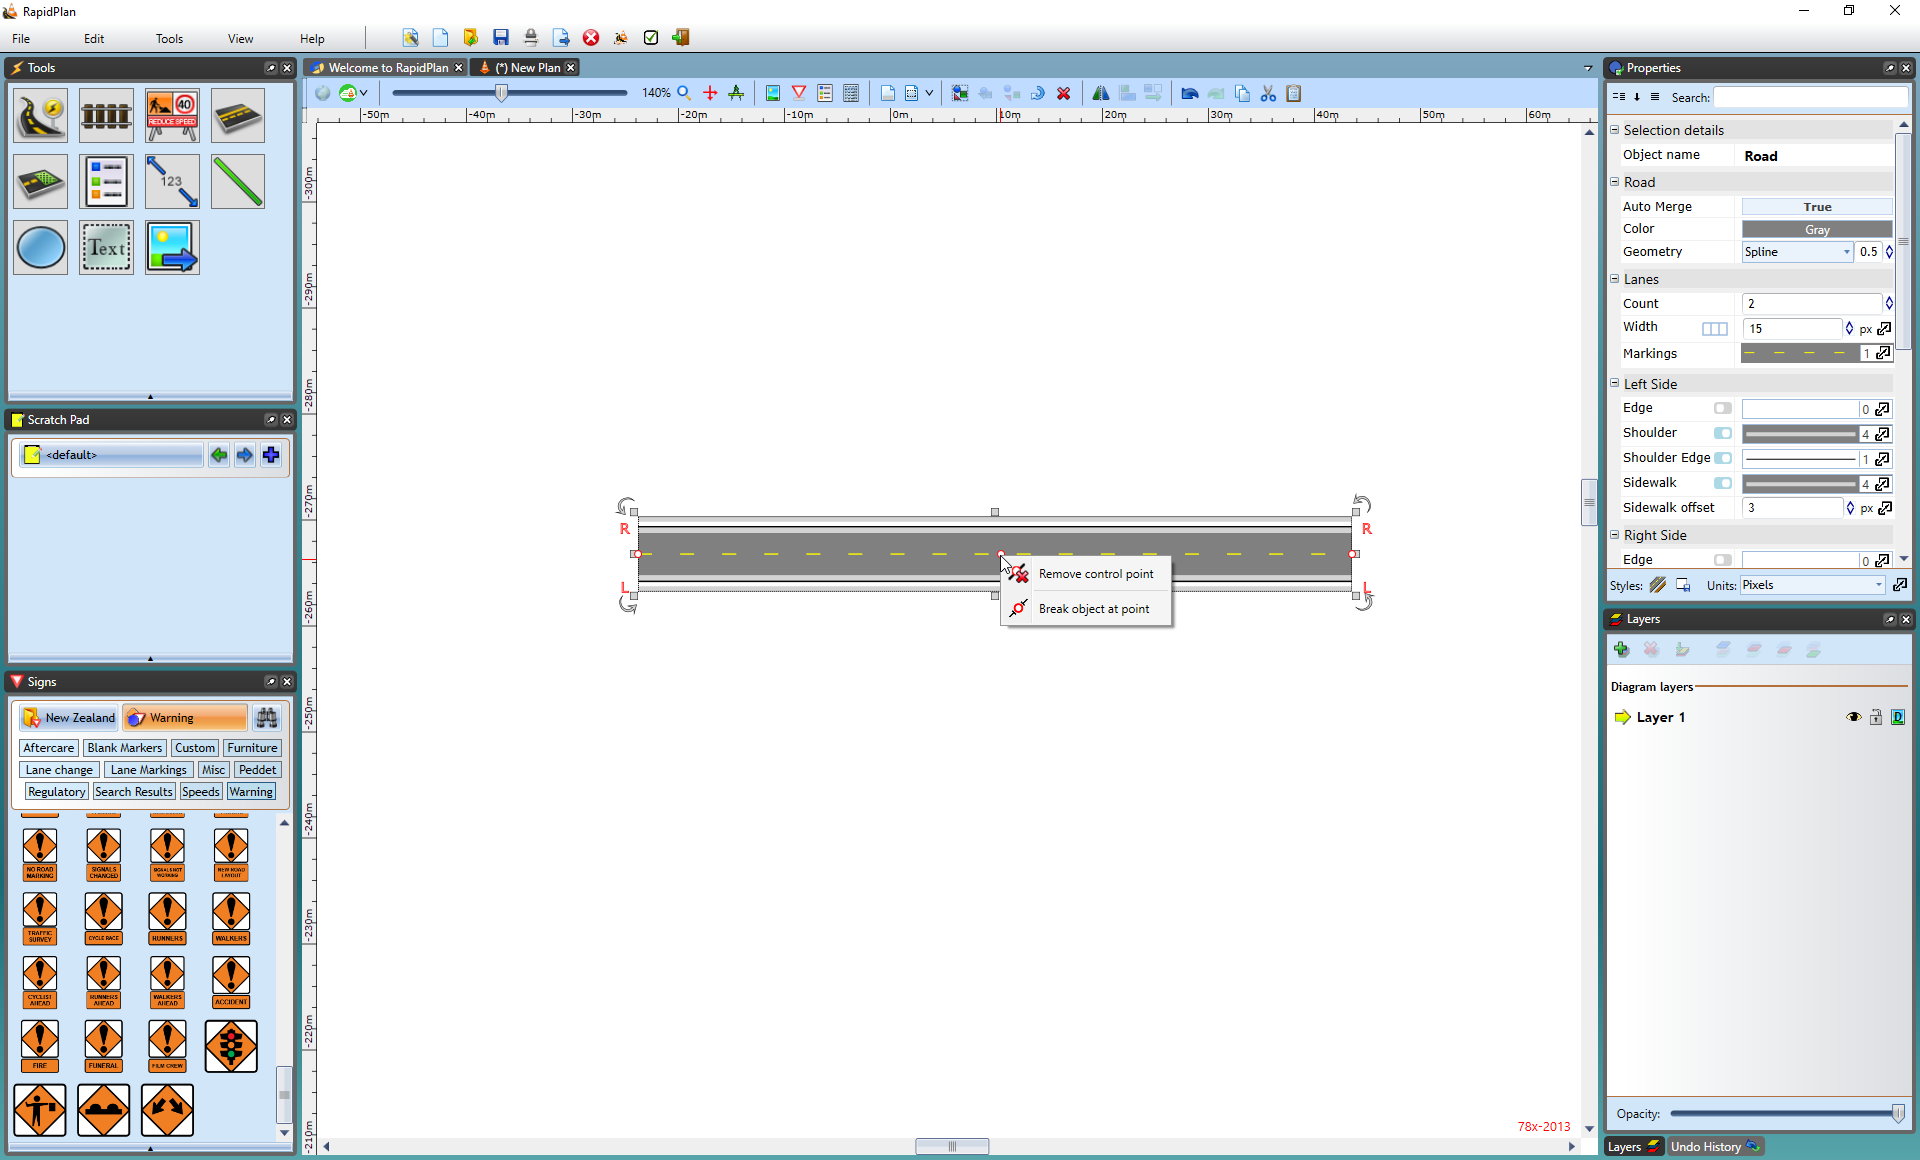 RapidPlan
File Edit Tools View Help
Tools
40
REDUCE SPEED
123
Text
Scratch Pad
<default>
Signs
New Zealand Warning
Aftercare Blank Markers Custom Furniture
Lane change Lane Markings Misc Peddet
Regulatory Search Results Speeds Warning
NO ROAD MARKING SIGNALS CHANGED SIGNALS NOT WORKING NEW ROAD LAYOUT
TRAFFIC SURVEY CYCLE RACE RUNNERS WALKERS
CYCLIST AHEAD RUNNERS AHEAD WALKERS AHEAD ACCIDENT
FIRE FUNERAL FILM CREW
Welcome to RapidPlan (*) New Plan
140%
-50m -40m -30m -20m -10m 0m 10m 20m 30m 40m 50m 60m
-300m
-290m
-280m
-270m
-260m
-250m
-240m
-230m
-220m
-210m
R R
L L
Remove control point
Break object at point
78x-2013
Properties
Search:
Selection details
Object name Road
Road
Auto Merge True
Color Gray
Geometry Spline 0.5
Lanes
Count 2
Width 15 px
Markings 1
Left Side
Edge 0
Shoulder 4
Shoulder Edge 1
Sidewalk 4
Sidewalk offset 3 px
Right Side
Edge 0
Styles: Units: Pixels
Layers
Diagram layers
Layer 1 D
Opacity:
Layers Undo History